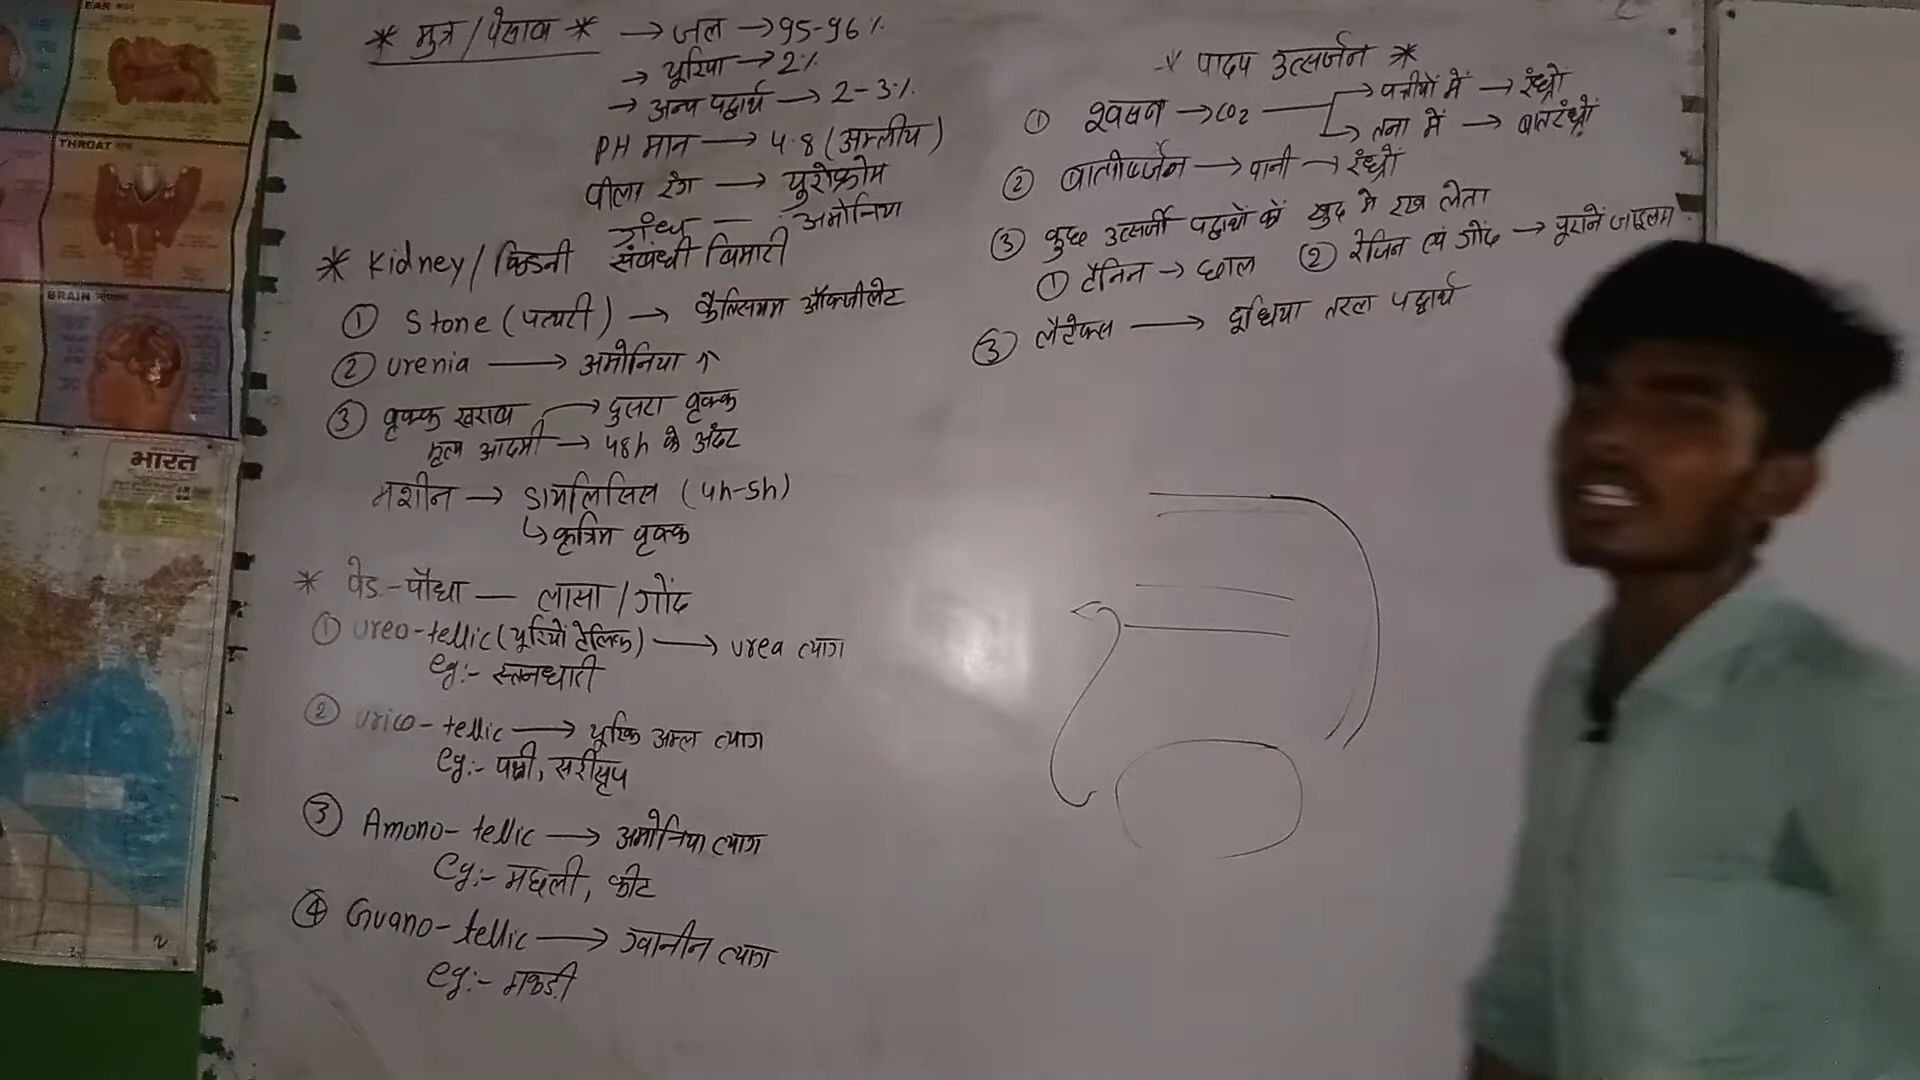 EAR कान
THROAT गला
BRAIN
भारत
* मुत्र / पेशाब * → जल → 95-96%
→ यूरिया → 2%
→ अन्य पदार्थ → 2-3%
PH मान → 4.8 (अम्लीय)
पीला रंग → यूरोक्रोम
गंध — अमोनिया
* Kidney / किडनी संबंधी बिमारी
① Stone (पत्थरी) → कैल्सियम ऑक्जीलेट
② urenia → अमोनिया ↑
③ वृक्क खराब → दुसरा वृक्क
मृत्य आदमी → 48h के अंदर
मशीन → डायलिसिस (4h-5h)
↳ कृत्रिम वृक्क
* पेड़-पौधा — लासा / गोंद
① Ureo-tellic (यूरियों टेलिक) → urea त्याग
eg:- स्तनधारी
② urico-tellic → यूरिक अम्ल त्याग
eg:- पक्षी, सरीसृप
③ Amono-tellic → अमोनिया त्याग
eg:- मछली, कीट
④ Guano-tellic → ग्वानीन त्याग
eg:- मकड़ी
* पादप उत्सर्जन *
① श्वसण → CO2 → पत्तीयों में → रंध्रों
→ तना में → वातरंध्रों
② वाष्पोत्सर्जन → पानी → रंध्रों
③ कुछ उत्सर्जी पदार्थों कों खुद में रख लेता
① टैनिन → छाल ② रेजिन एवं गोंद → पूरानें जाइलम
③ लैटेक्स → दूधिया तरल पदार्थ